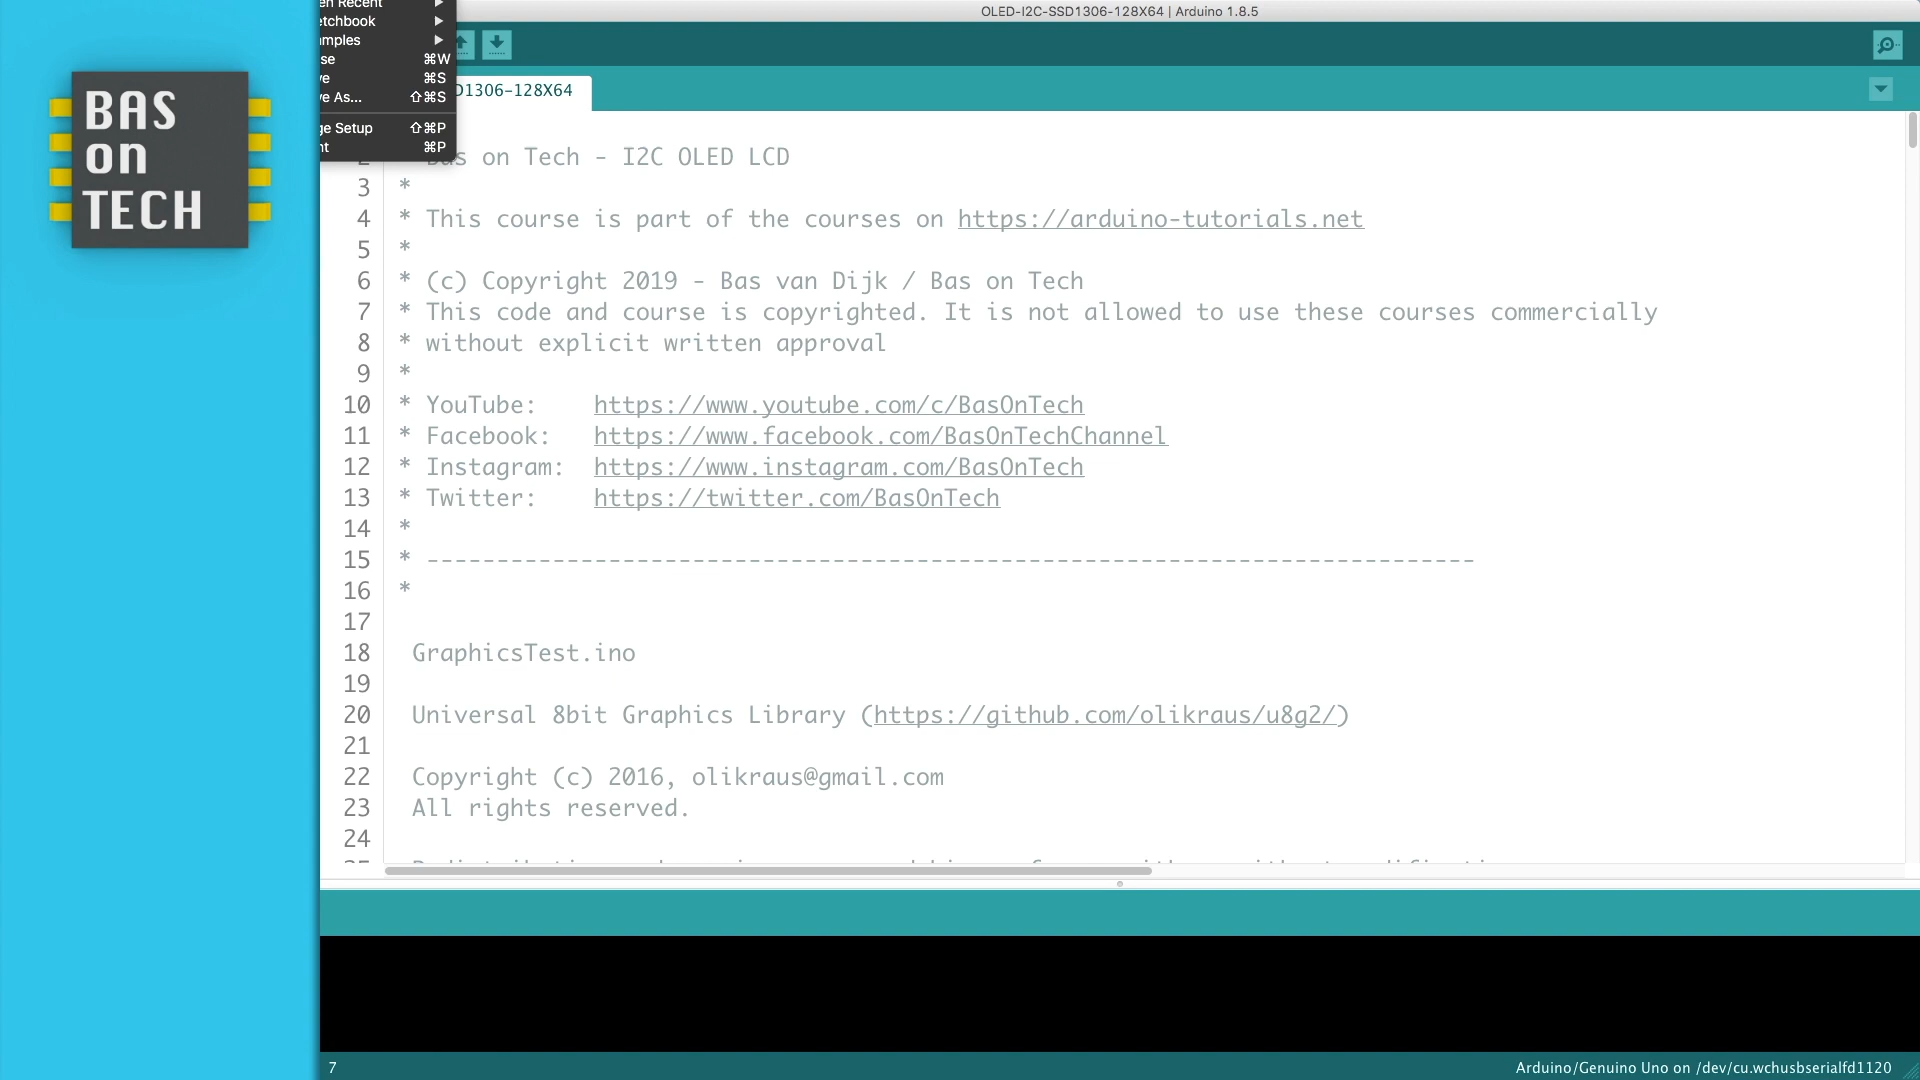 OLED-I2C-SSD1306-128X64 | Arduino 1.8.5
BAS
on
TECH
en Recent
etchbook
amples
se ⌘W
ve ⌘S
ve As... ⇧⌘S
ge Setup ⇧⌘P
nt ⌘P
D1306-128X64
2 Bas on Tech - I2C OLED LCD
3 *
4 * This course is part of the courses on https://arduino-tutorials.net
5 *
6 * (c) Copyright 2019 - Bas van Dijk / Bas on Tech
7 * This code and course is copyrighted. It is not allowed to use these courses commercially
8 * without explicit written approval
9 *
10 * YouTube: https://www.youtube.com/c/BasOnTech
11 * Facebook: https://www.facebook.com/BasOnTechChannel
12 * Instagram: https://www.instagram.com/BasOnTech
13 * Twitter: https://twitter.com/BasOnTech
14 *
15 * ---------------------------------------------------------------------------
16 *
17
18 GraphicsTest.ino
19
20 Universal 8bit Graphics Library (https://github.com/olikraus/u8g2/)
21
22 Copyright (c) 2016, olikraus@gmail.com
23 All rights reserved.
24
7
Arduino/Genuino Uno on /dev/cu.wchusbserialfd1120